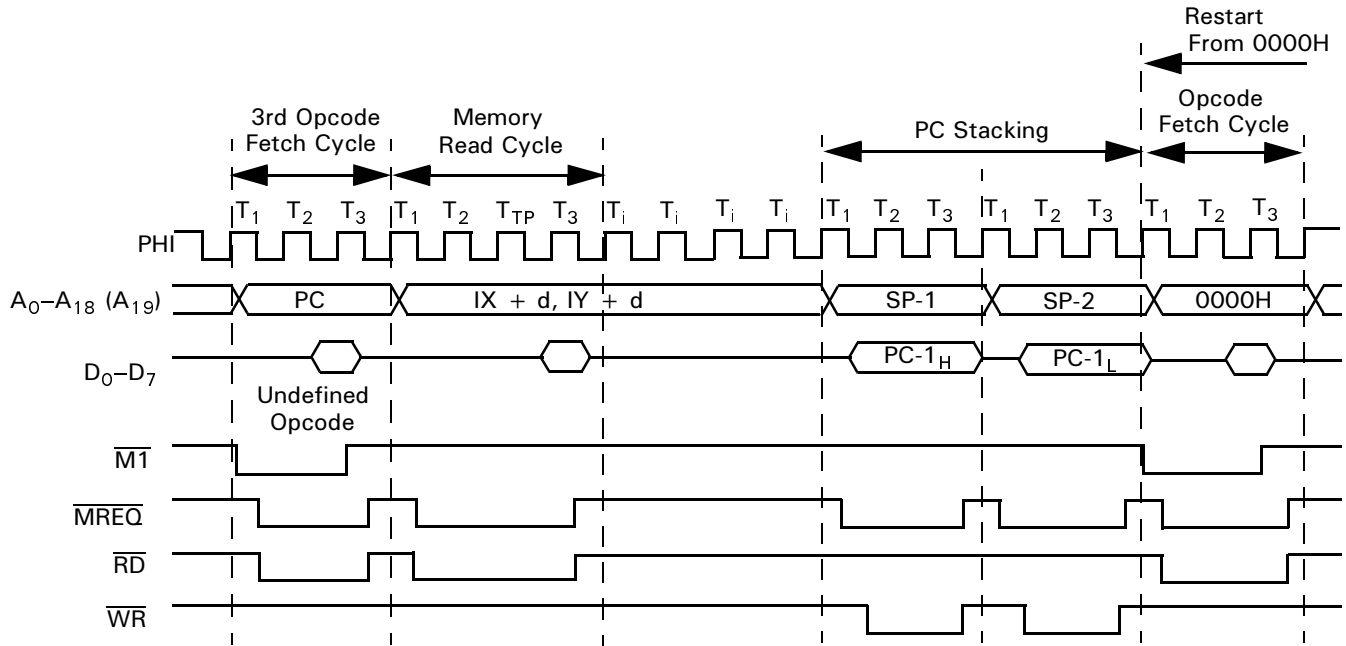 Restart
From 0000H
3rd Opcode
Fetch Cycle
Memory
Read Cycle
PC Stacking
Opcode
Fetch Cycle
T1 T2 T3 T1 T2 TTP T3 Ti Ti Ti Ti T1 T2 T3 T1 T2 T3 T1 T2 T3
PHI
A0–A18 (A19) PC IX + d, IY + d SP-1 SP-2 0000H
D0–D7 PC-1H PC-1L
Undefined
Opcode
M1
MREQ
RD
WR